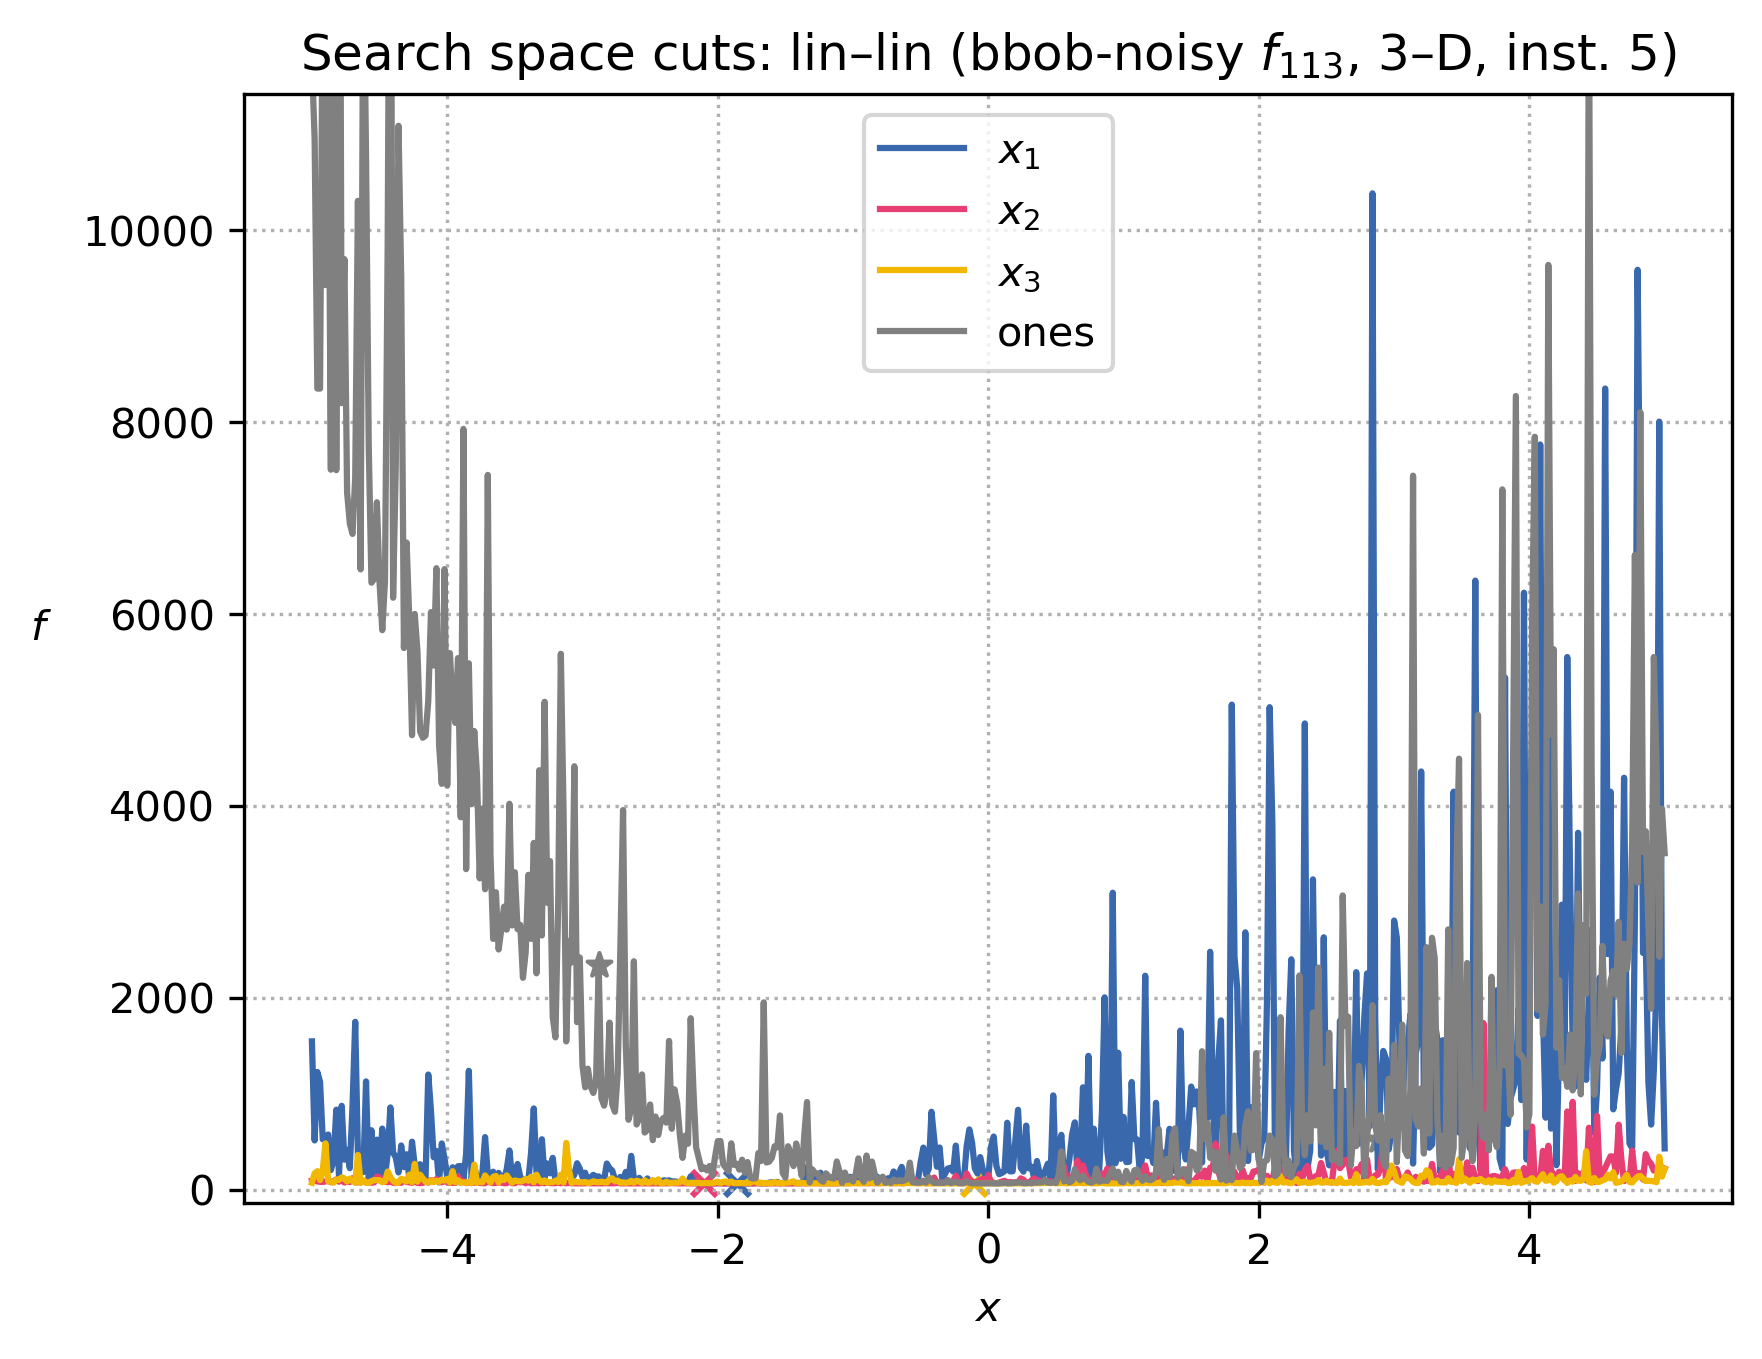 Search space cuts: lin–lin (bbob-noisy f₁₁₃, 3–D, inst. 5)
x₁
x₂
x₃
ones
10000
8000
6000
4000
2000
0
f
−4
−2
0
2
4
x